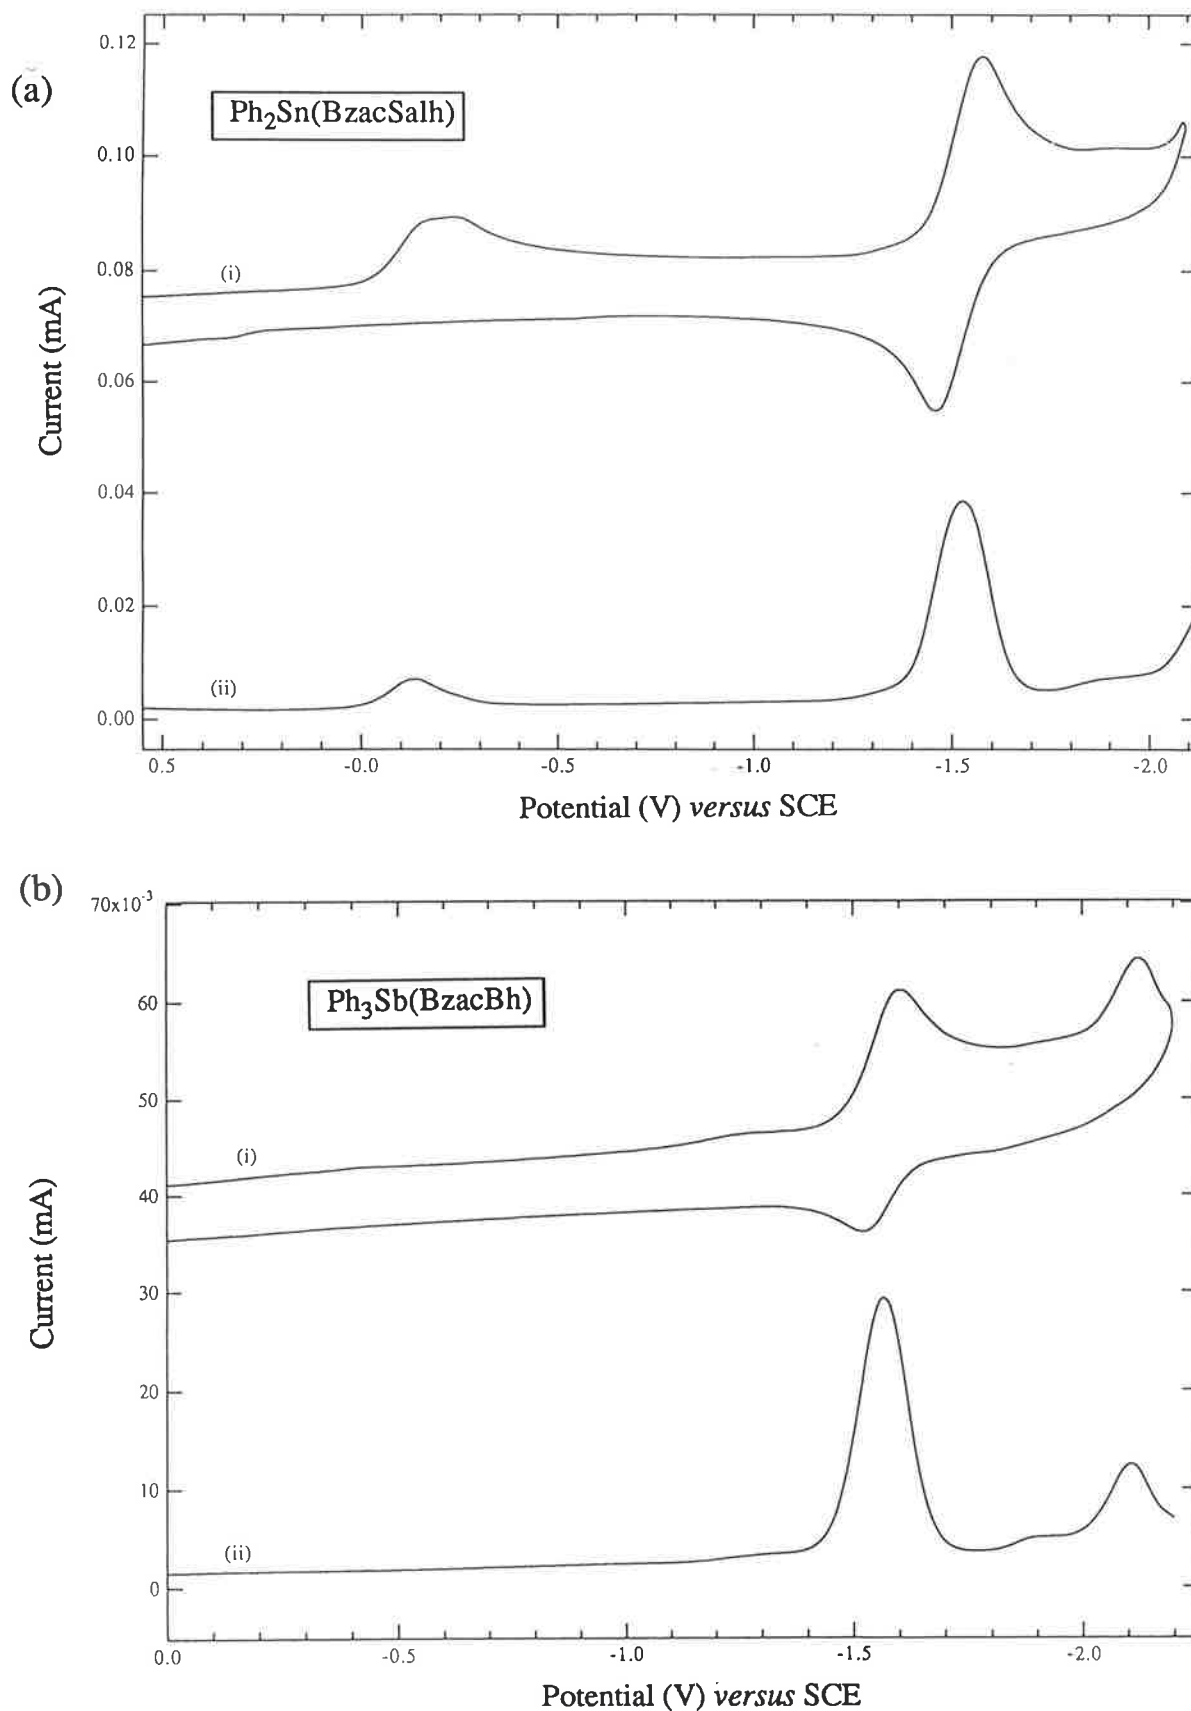 (a)
Ph₂Sn(BzacSalh)
0.12
0.10
0.08
0.06
0.04
0.02
0.00
Current (mA)
(i)
(ii)
0.5 -0.0 -0.5 -1.0 -1.5 -2.0
Potential (V) versus SCE
(b)
Ph₃Sb(BzacBh)
70x10⁻³
60
50
40
30
20
10
0
Current (mA)
(i)
(ii)
0.0 -0.5 -1.0 -1.5 -2.0
Potential (V) versus SCE